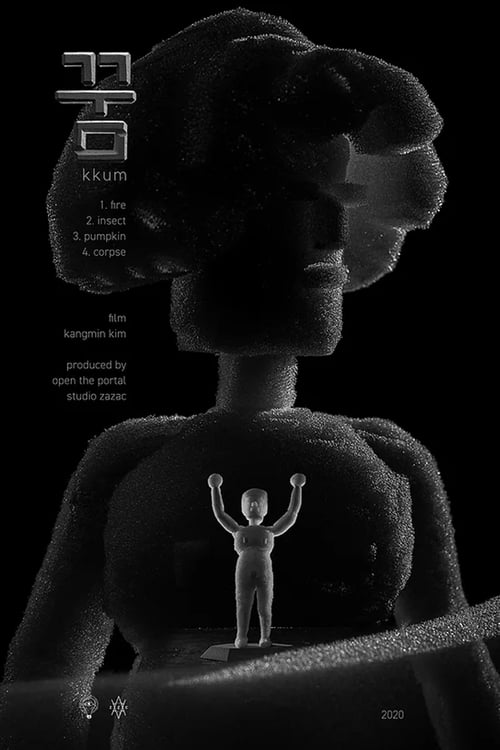 꿈
kkum
1. fire
2. insect
3. pumpkin
4. corpse
film
kangmin kim
produced by
open the portal
studio zazac
2020